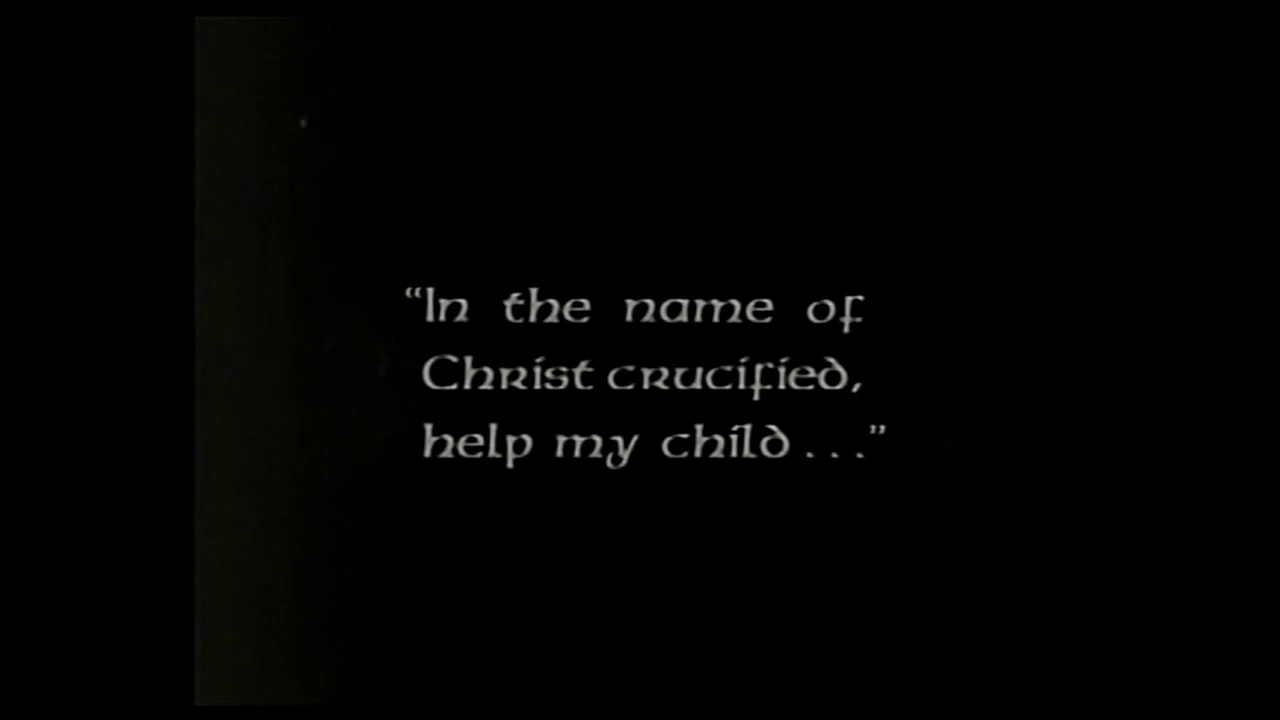 “In the name of
Christ crucified,
help my child . . .”